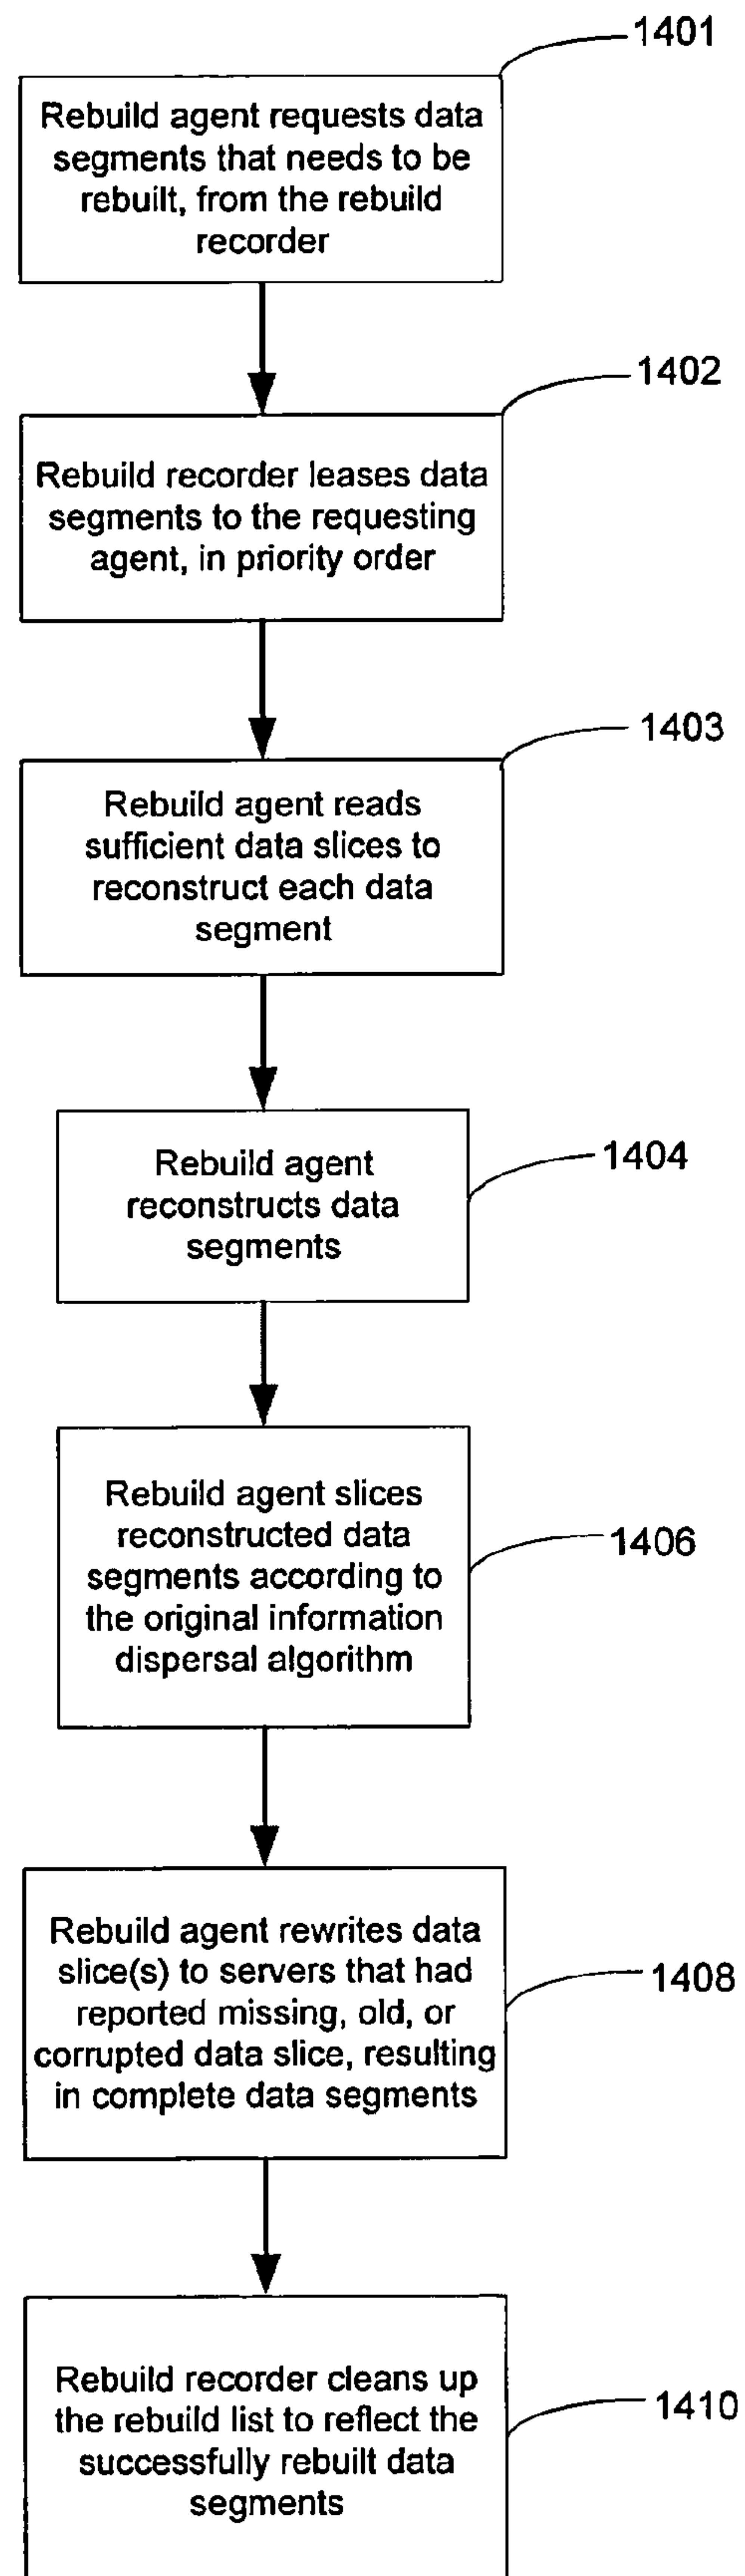 1401
Rebuild agent requests data
segments that needs to be
rebuilt, from the rebuild
recorder
1402
Rebuild recorder leases data
segments to the requesting
agent, in priority order
1403
Rebuild agent reads
sufficient data slices to
reconstruct each data
segment
1404
Rebuild agent
reconstructs data
segments
1406
Rebuild agent slices
reconstructed data
segments according to
the original information
dispersal algorithm
1408
Rebuild agent rewrites data
slice(s) to servers that had
reported missing, old, or
corrupted data slice, resulting
in complete data segments
1410
Rebuild recorder cleans up
the rebuild list to reflect the
successfully rebuilt data
segments